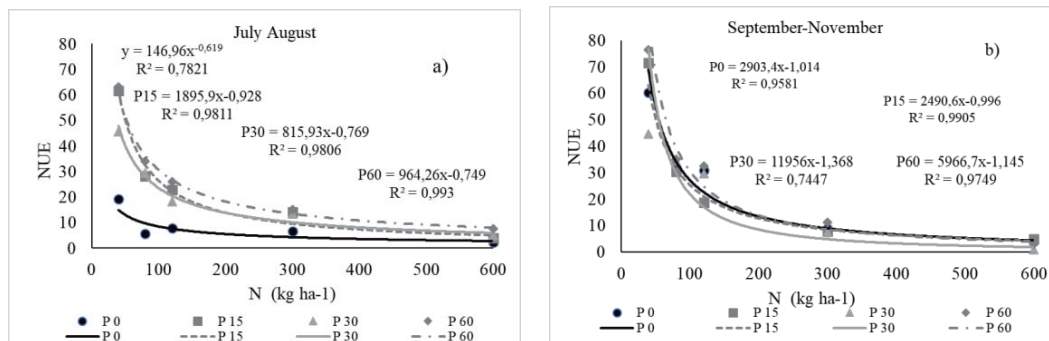 July August
a)
y = 146,96x-0,619
R² = 0,7821
P15 = 1895,9x-0,928
R² = 0,9811
P30 = 815,93x-0,769
R² = 0,9806
P60 = 964,26x-0,749
R² = 0,993
NUE
80
70
60
50
40
30
20
10
0
0 100 200 300 400 500 600
N (kg ha-1)
P 0 P 15 P 30 P 60
P 0 P 15 P 30 P 60
September-November
b)
P0 = 2903,4x-1,014
R² = 0,9581
P15 = 2490,6x-0,996
R² = 0,9905
P30 = 11956x-1,368
R² = 0,7447
P60 = 5966,7x-1,145
R² = 0,9749
NUE
80
70
60
50
40
30
20
10
0
0 100 200 300 400 500 600
N (kg ha-1)
P 0 P 15 P 30 P 60
P 0 P 15 P 30 P 60